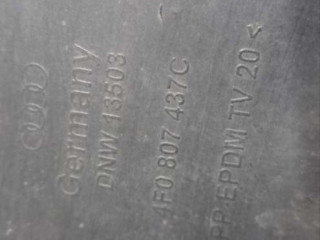 Germany
DNW 13503
4F0 807 437C
PP EPDM TV 20 <